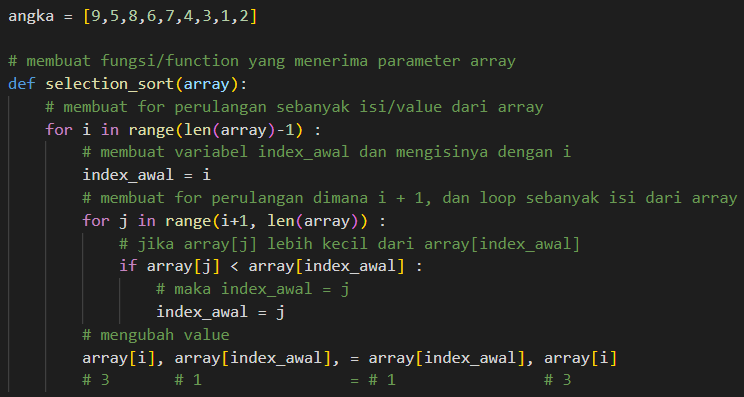 angka = [9,5,8,6,7,4,3,1,2]
# membuat fungsi/function yang menerima parameter array
def selection_sort(array):
# membuat for perulangan sebanyak isi/value dari array
for i in range(len(array)-1) :
# membuat variabel index_awal dan mengisinya dengan i
index_awal = i
# membuat for perulangan dimana i + 1, dan loop sebanyak isi dari array
for j in range(i+1, len(array)) :
# jika array[j] lebih kecil dari array[index_awal]
if array[j] < array[index_awal] :
# maka index_awal = j
index_awal = j
# mengubah value
array[i], array[index_awal], = array[index_awal], array[i]
# 3 # 1 = # 1 # 3